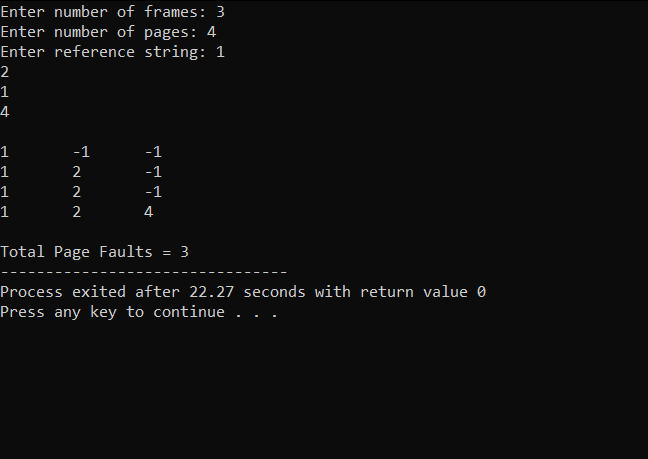 Enter number of frames: 3
Enter number of pages: 4
Enter reference string: 1
2
1
4
1 -1 -1
1 2 -1
1 2 -1
1 2 4
Total Page Faults = 3
--------------------------------
Process exited after 22.27 seconds with return value 0
Press any key to continue . . .